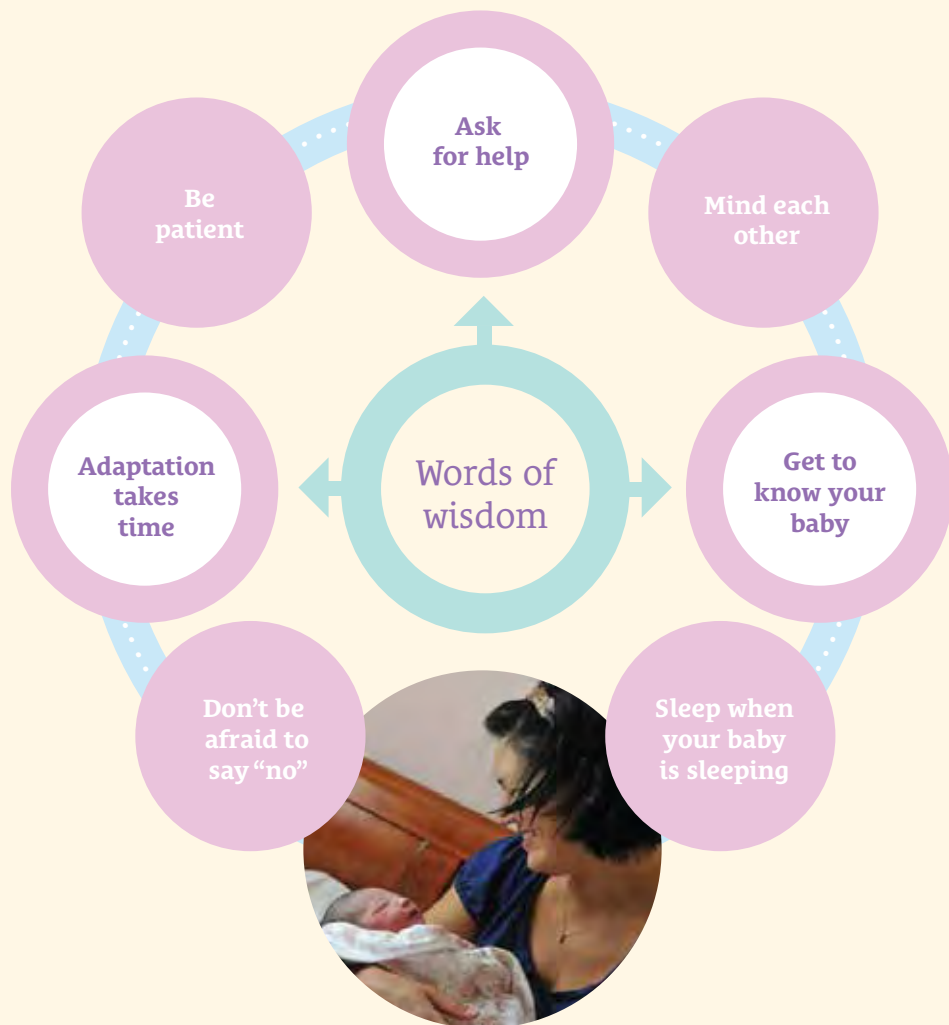 Ask
for help
Be
patient
Mind each
other
Adaptation
takes
time
Words of
wisdom
Get to
know your
baby
Don’t be
afraid to
say “no”
Sleep when
your baby
is sleeping